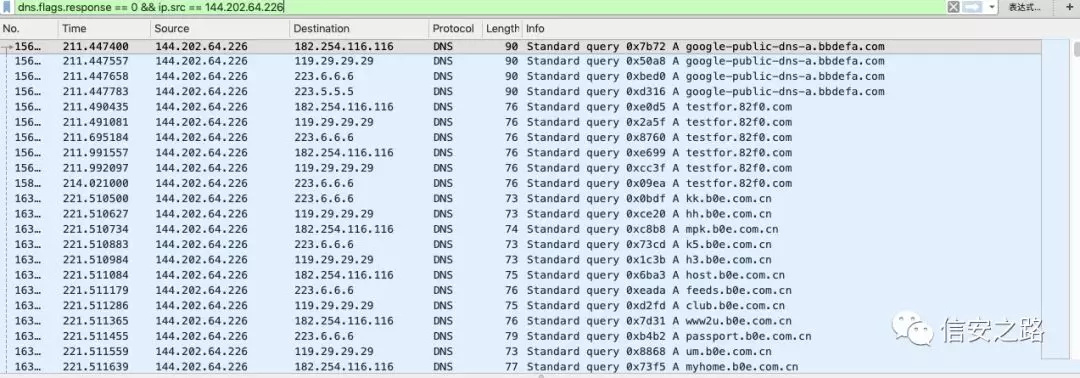 dns.flags.response == 0 && ip.src == 144.202.64.226 表达式… +
No. Time Source Destination Protocol Length Info
156… 211.447400 144.202.64.226 182.254.116.116 DNS 90 Standard query 0x7b72 A google-public-dns-a.bbdefa.com
156… 211.447557 144.202.64.226 119.29.29.29 DNS 90 Standard query 0x50a8 A google-public-dns-a.bbdefa.com
156… 211.447658 144.202.64.226 223.6.6.6 DNS 90 Standard query 0xbed0 A google-public-dns-a.bbdefa.com
156… 211.447783 144.202.64.226 223.5.5.5 DNS 90 Standard query 0xd316 A google-public-dns-a.bbdefa.com
156… 211.490435 144.202.64.226 182.254.116.116 DNS 76 Standard query 0xe0d5 A testfor.82f0.com
156… 211.491081 144.202.64.226 119.29.29.29 DNS 76 Standard query 0x2a5f A testfor.82f0.com
156… 211.695184 144.202.64.226 223.6.6.6 DNS 76 Standard query 0x8760 A testfor.82f0.com
156… 211.991557 144.202.64.226 182.254.116.116 DNS 76 Standard query 0xe699 A testfor.82f0.com
156… 211.992097 144.202.64.226 119.29.29.29 DNS 76 Standard query 0xcc3f A testfor.82f0.com
158… 214.021000 144.202.64.226 223.6.6.6 DNS 76 Standard query 0x09ea A testfor.82f0.com
163… 221.510500 144.202.64.226 223.6.6.6 DNS 73 Standard query 0x0bdf A kk.b0e.com.cn
163… 221.510627 144.202.64.226 119.29.29.29 DNS 73 Standard query 0xce20 A hh.b0e.com.cn
163… 221.510734 144.202.64.226 182.254.116.116 DNS 74 Standard query 0xc8b8 A mpk.b0e.com.cn
163… 221.510883 144.202.64.226 223.6.6.6 DNS 73 Standard query 0x73cd A k5.b0e.com.cn
163… 221.510984 144.202.64.226 119.29.29.29 DNS 73 Standard query 0x1c3b A h3.b0e.com.cn
163… 221.511084 144.202.64.226 182.254.116.116 DNS 75 Standard query 0x6ba3 A host.b0e.com.cn
163… 221.511179 144.202.64.226 223.6.6.6 DNS 76 Standard query 0xeada A feeds.b0e.com.cn
163… 221.511286 144.202.64.226 119.29.29.29 DNS 75 Standard query 0xd2fd A club.b0e.com.cn
163… 221.511365 144.202.64.226 182.254.116.116 DNS 76 Standard query 0x7d31 A www2u.b0e.com.cn
163… 221.511455 144.202.64.226 223.6.6.6 DNS 79 Standard query 0xb4b2 A passport.b0e.com.cn
163… 221.511559 144.202.64.226 119.29.29.29 DNS 73 Standard query 0x8868 A um.b0e.com.cn
163… 221.511639 144.202.64.226 182.254.116.116 DNS 77 Standard query 0x73f5 A myhome.b0e.com.cn
信安之路